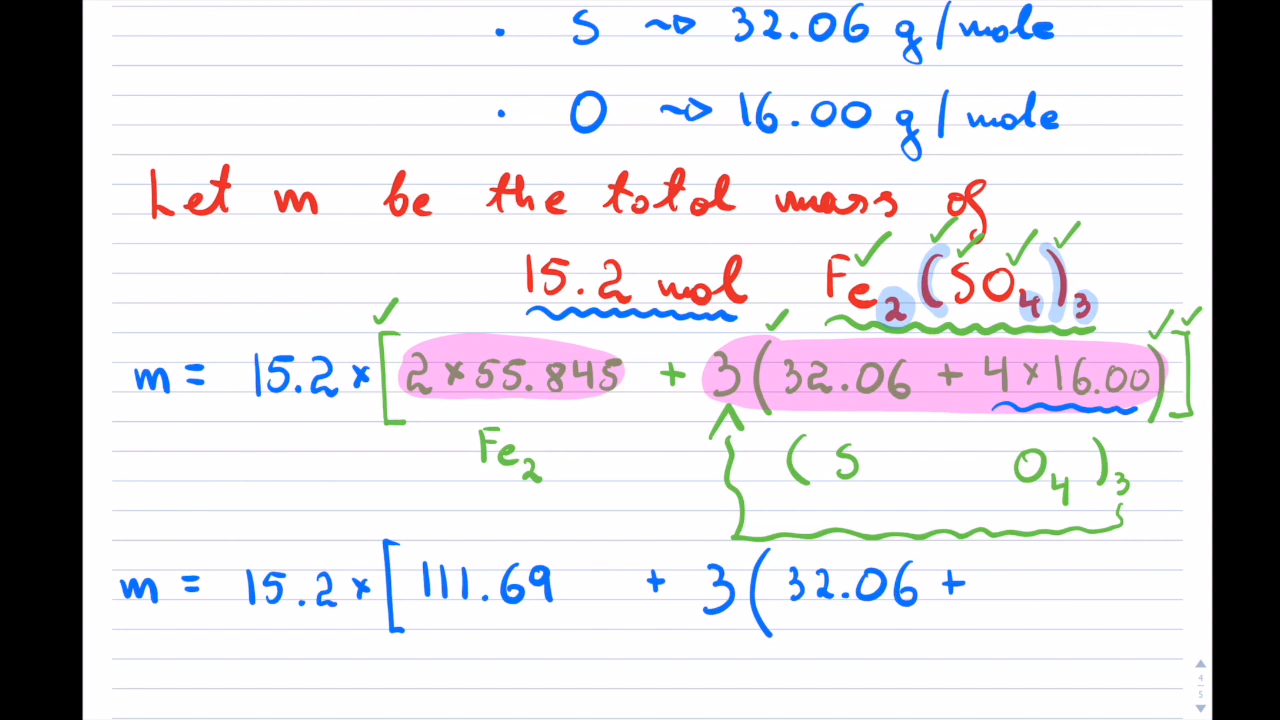 · S ⇝ 32.06 g/mole
· O ⇝ 16.00 g/mole
Let m be the total mass of
15.2 mol Fe₂(SO₄)₃
m = 15.2 × [2 × 55.845 + 3(32.06 + 4 × 16.00)]
Fe₂ (S O₄)₃
m = 15.2 × [111.69 + 3(32.06 +
4
5